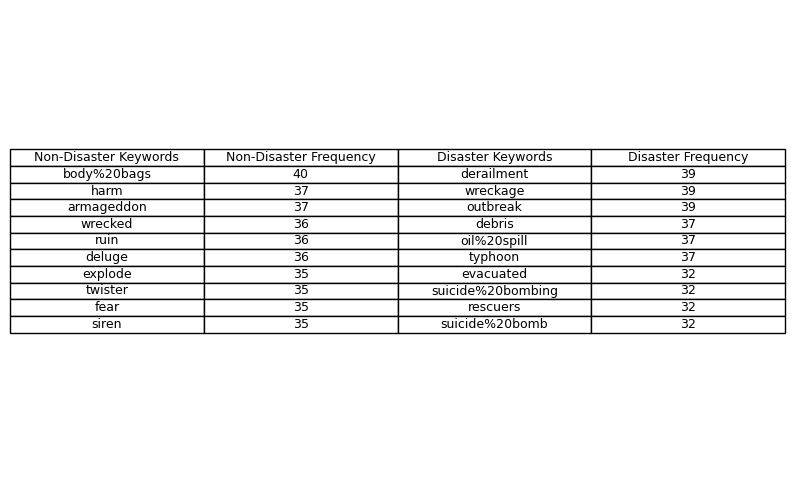 Non-Disaster Keywords Non-Disaster Frequency Disaster Keywords Disaster Frequency
body%20bags 40 derailment 39
harm 37 wreckage 39
armageddon 37 outbreak 39
wrecked 36 debris 37
ruin 36 oil%20spill 37
deluge 36 typhoon 37
explode 35 evacuated 32
twister 35 suicide%20bombing 32
fear 35 rescuers 32
siren 35 suicide%20bomb 32